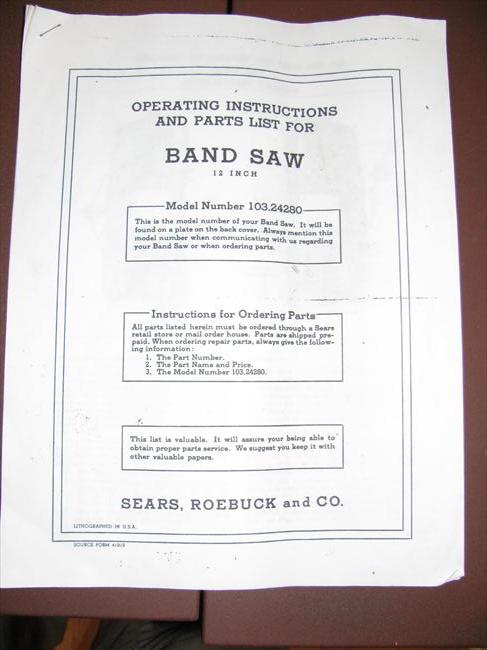 OPERATING INSTRUCTIONS
AND PARTS LIST FOR
BAND SAW
12 INCH
Model Number 103.24280
This is the model number of your Band Saw. It will be
found on a plate on the back cover. Always mention this
model number when communicating with us regarding
your Band Saw or when ordering parts.
Instructions for Ordering Parts
All parts listed herein must be ordered through a Sears
retail store or mail order house. Parts are shipped pre-
paid. When ordering repair parts, always give the follow-
ing information:
1. The Part Number.
2. The Part Name and Price.
3. The Model Number 103.24280.
This list is valuable. It will assure your being able to
obtain proper parts service. We suggest you keep it with
other valuable papers.
SEARS, ROEBUCK and CO.
LITHOGRAPHED IN U.S.A.
SOURCE FORM